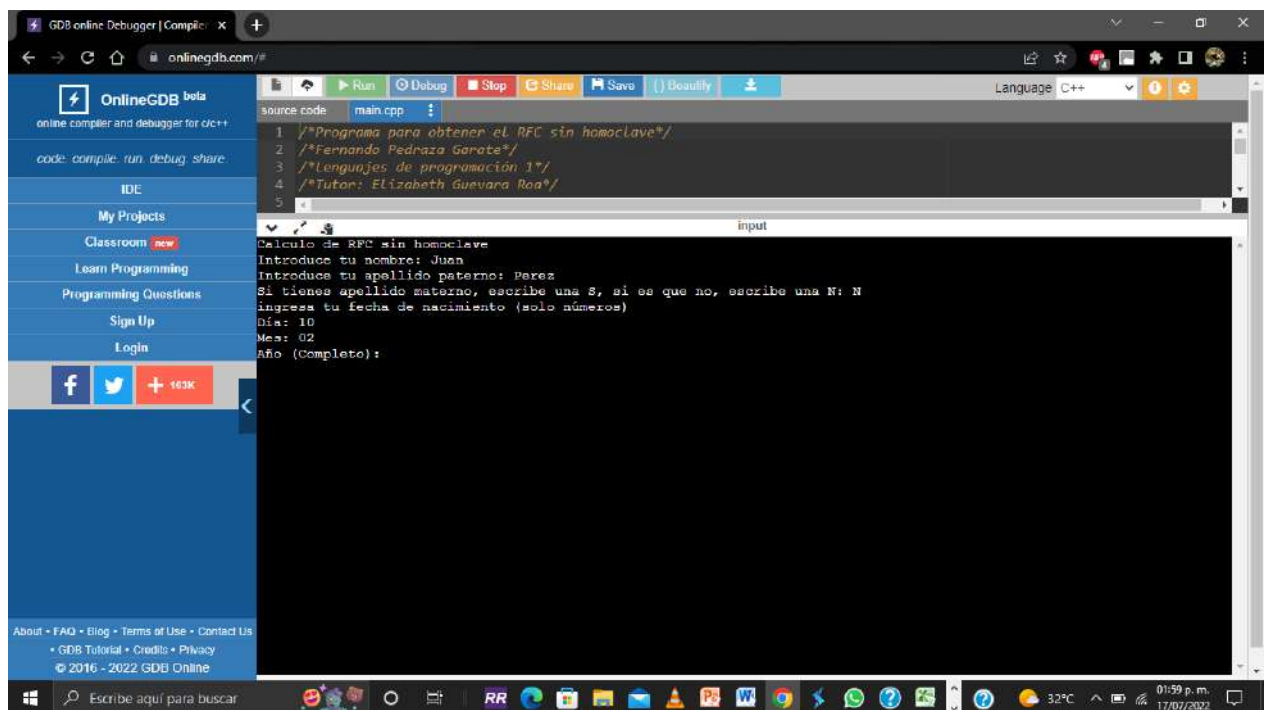 GDB online Debugger | Compiler
onlinegdb.com/#
OnlineGDB beta
online compiler and debugger for c/c++
code. compile. run. debug. share.
IDE
My Projects
Classroom new
Learn Programming
Programming Questions
Sign Up
Login
163K
About • FAQ • Blog • Terms of Use • Contact Us
• GDB Tutorial • Credits • Privacy
© 2016 - 2022 GDB Online
Run Debug Stop Share Save {} Beautify
Language C++
source code
main.cpp
1 /*Programa para obtener el RFC sin homoclave*/
2 /*Fernando Pedraza Garate*/
3 /*Lenguajes de programación 1*/
4 /*Tutor: Elizabeth Guevara Roa*/
5
input
Calculo de RFC sin homoclave
Introduce tu nombre: Juan
Introduce tu apellido paterno: Perez
Si tienes apellido materno, escribe una S, si es que no, escribe una N: N
ingresa tu fecha de nacimiento (solo números)
Día: 10
Mes: 02
Año (Completo):
Escribe aquí para buscar
RR
32°C
01:59 p. m.
17/07/2022